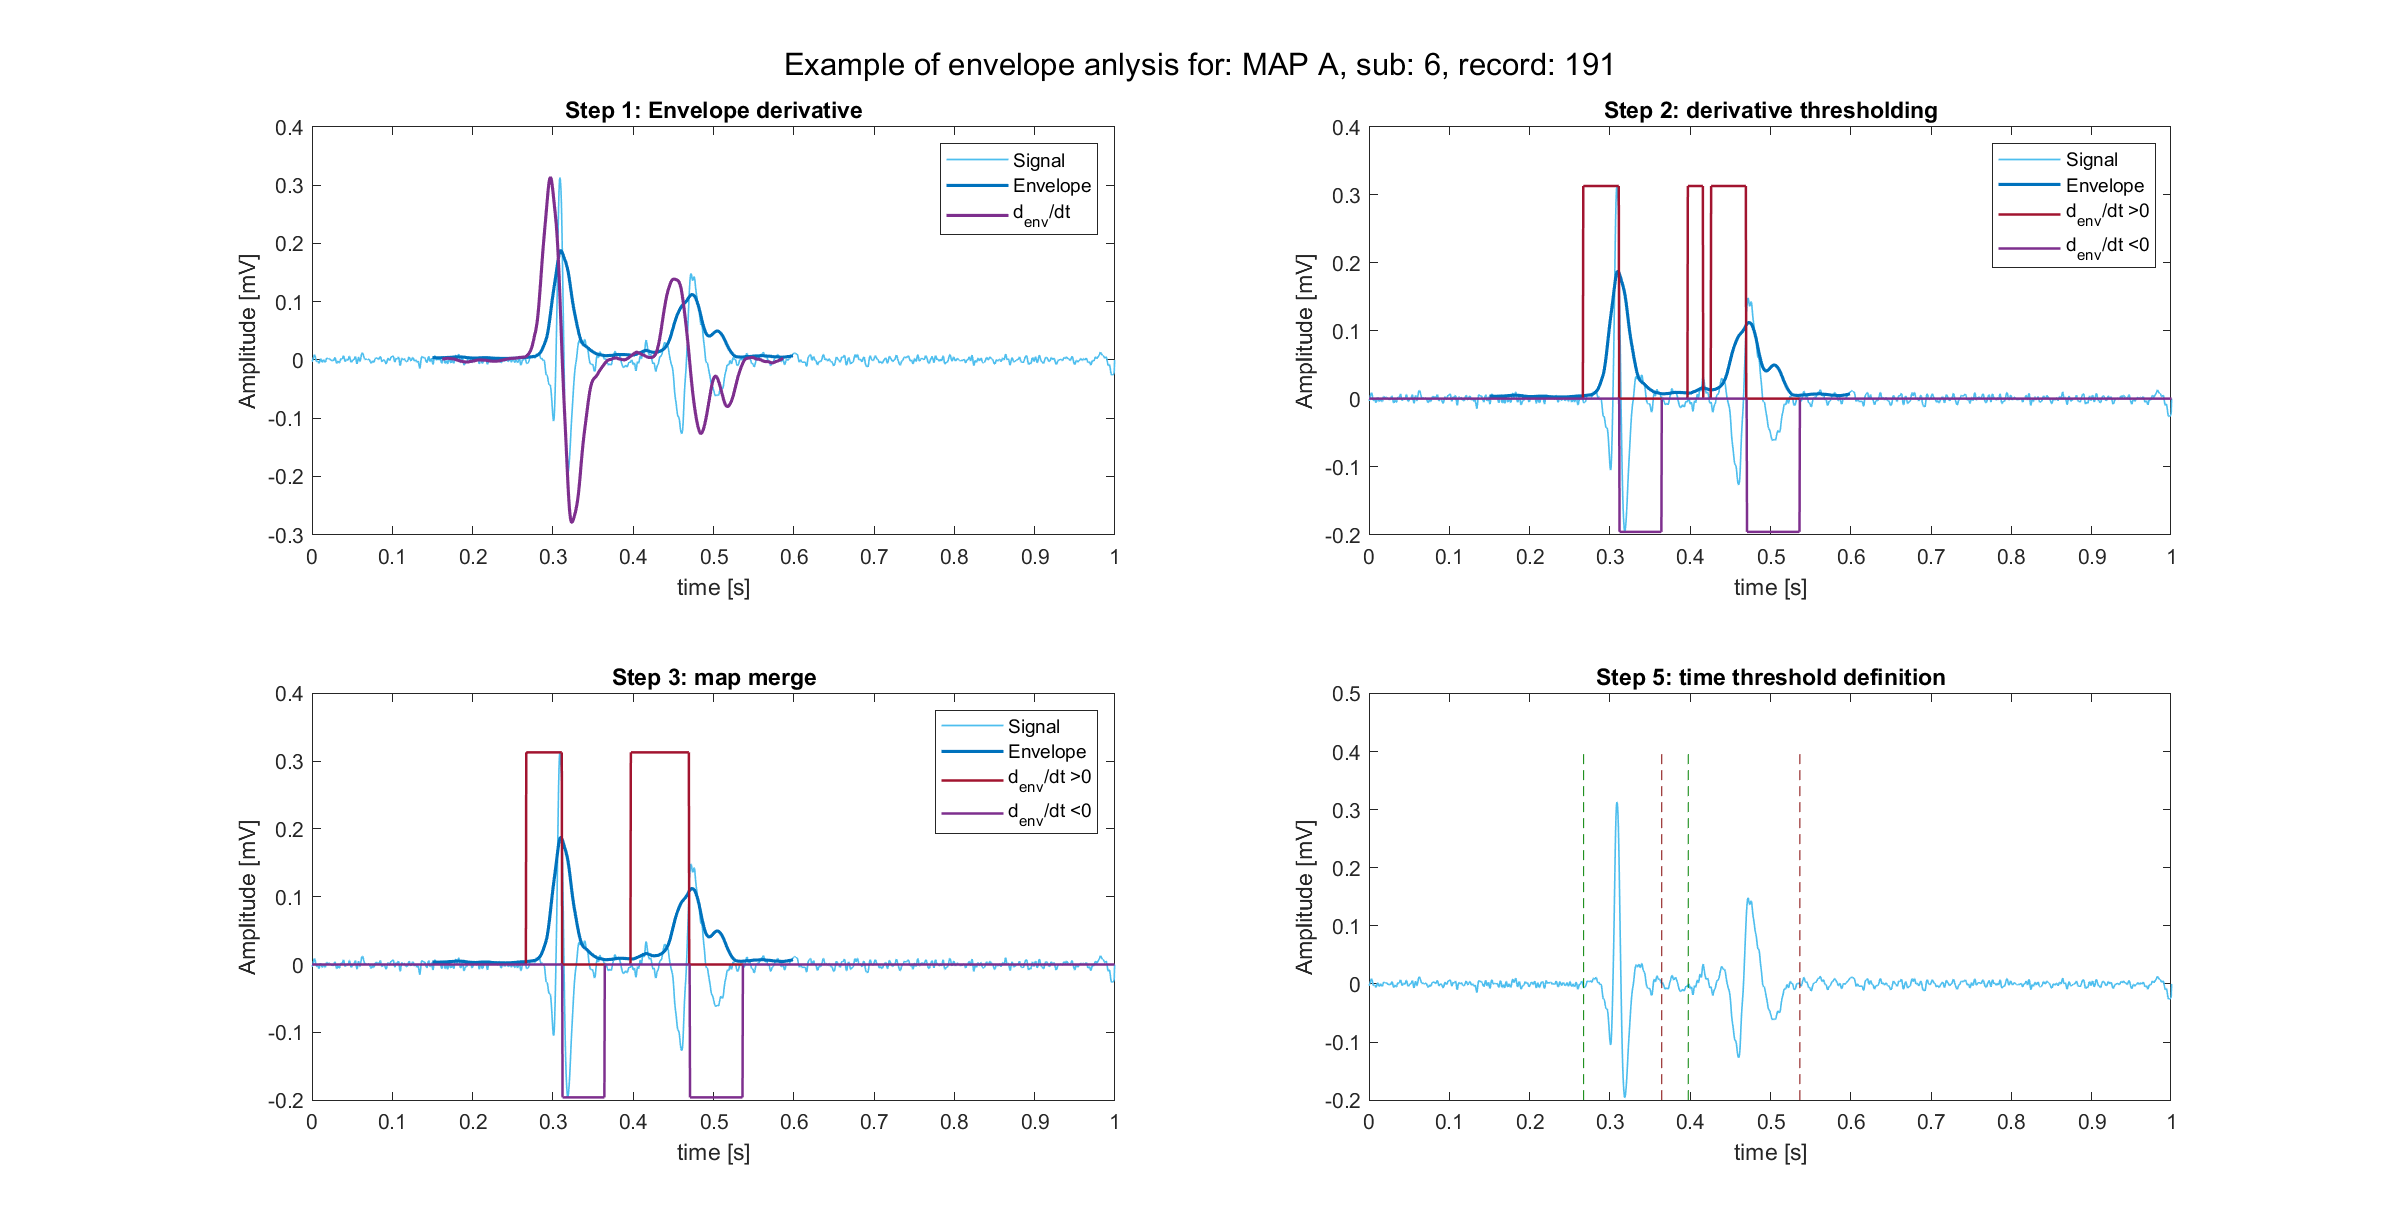 Example of envelope anlysis for: MAP A, sub: 6, record: 191
Step 1: Envelope derivative
0.4
0.3
0.2
0.1
0
-0.1
-0.2
-0.3
Amplitude [mV]
0 0.1 0.2 0.3 0.4 0.5 0.6 0.7 0.8 0.9 1
time [s]
Signal
Envelope
d_env/dt
Step 2: derivative thresholding
0.4
0.3
0.2
0.1
0
-0.1
-0.2
Amplitude [mV]
0 0.1 0.2 0.3 0.4 0.5 0.6 0.7 0.8 0.9 1
time [s]
Signal
Envelope
d_env/dt >0
d_env/dt <0
Step 3: map merge
0.4
0.3
0.2
0.1
0
-0.1
-0.2
Amplitude [mV]
0 0.1 0.2 0.3 0.4 0.5 0.6 0.7 0.8 0.9 1
time [s]
Signal
Envelope
d_env/dt >0
d_env/dt <0
Step 5: time threshold definition
0.5
0.4
0.3
0.2
0.1
0
-0.1
-0.2
Amplitude [mV]
0 0.1 0.2 0.3 0.4 0.5 0.6 0.7 0.8 0.9 1
time [s]